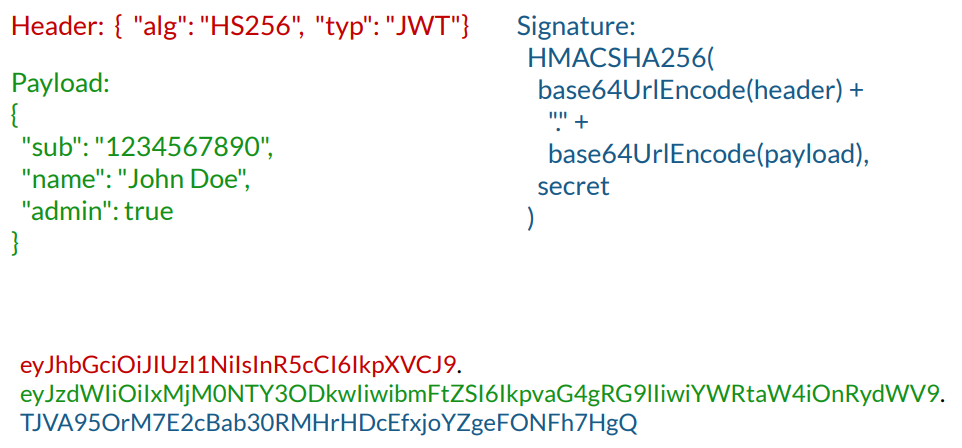 Header: { "alg": "HS256", "typ": "JWT"}
Payload:
{
"sub": "1234567890",
"name": "John Doe",
"admin": true
}
Signature:
HMACSHA256(
base64UrlEncode(header) +
"." +
base64UrlEncode(payload),
secret
)
eyJhbGciOiJIUzI1NiIsInR5cCI6IkpXVCJ9.
eyJzdWIiOiIxMjM0NTY3ODkwIiwibmFtZSI6IkpvaG4gRG9lIiwiYWRtaW4iOnRydWV9.
TJVA95OrM7E2cBab30RMHrHDcEfxjoYZgeFONFh7HgQ